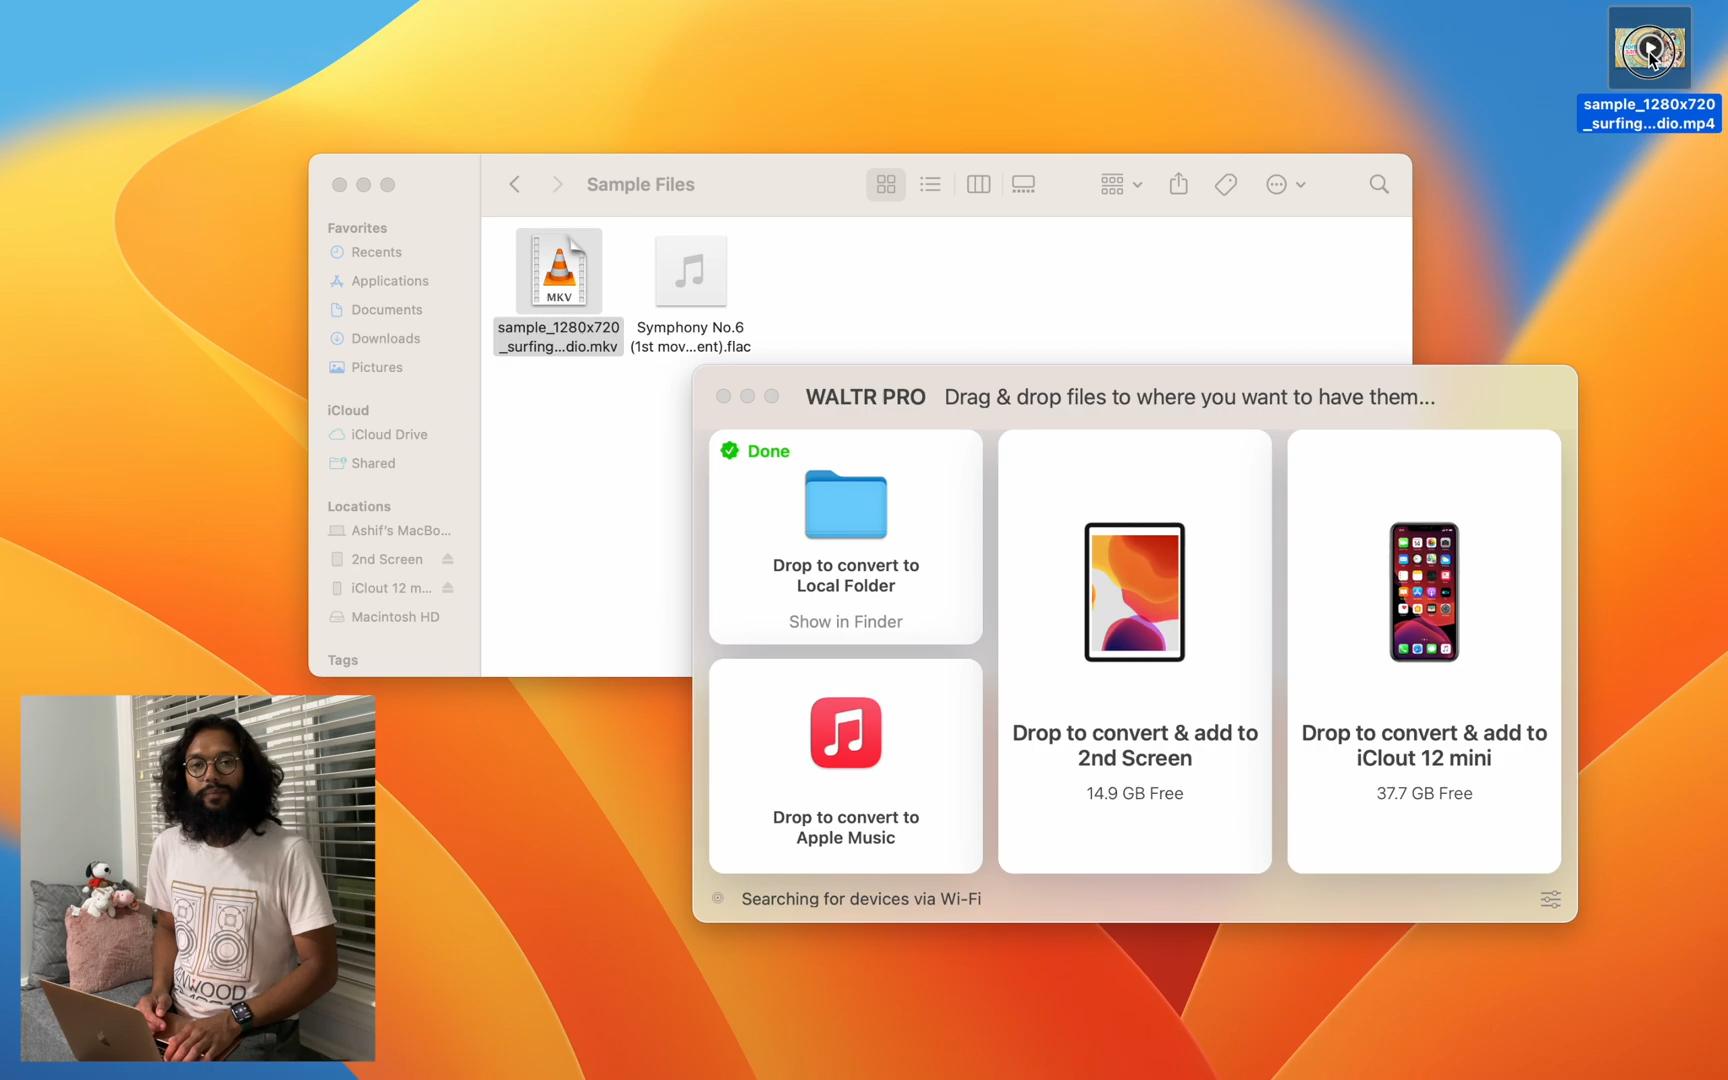 sample_1280x720
_surfing...dio.mp4
Sample Files
Favorites
Recents
Applications
Documents
Downloads
Pictures
iCloud
iCloud Drive
Shared
Locations
Ashif's MacBo...
2nd Screen
iClout 12 m...
Macintosh HD
Tags
MKV
sample_1280x720
_surfing...dio.mkv
Symphony No.6
(1st mov...ent).flac
WALTR PRO Drag & drop files to where you want to have them...
Done
Drop to convert to
Local Folder
Show in Finder
Drop to convert to
Apple Music
Drop to convert & add to
2nd Screen
14.9 GB Free
Drop to convert & add to
iClout 12 mini
37.7 GB Free
Searching for devices via Wi-Fi